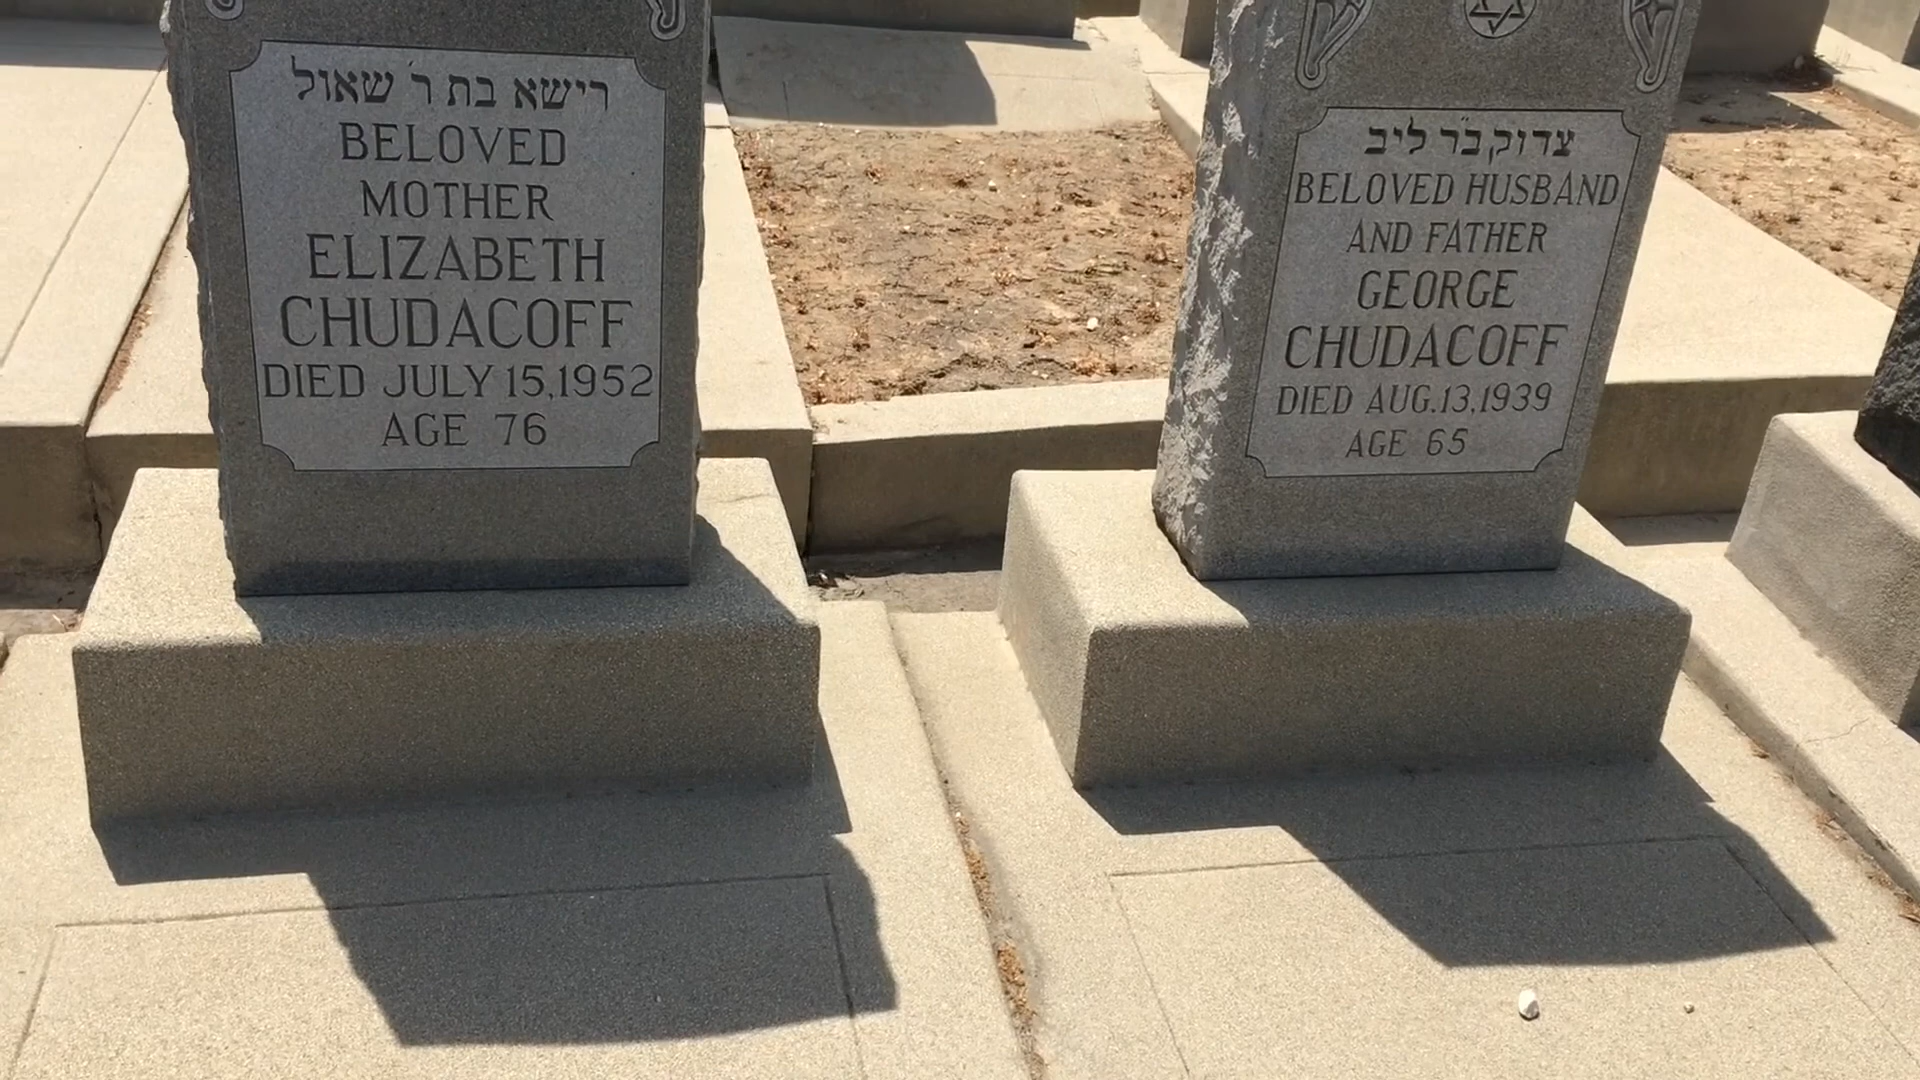 רישא בת ר׳ שאול
BELOVED
MOTHER
ELIZABETH
CHUDACOFF
DIED JULY 15, 1952
AGE 76
צדוק בר ליב
BELOVED HUSBAND
AND FATHER
GEORGE
CHUDACOFF
DIED AUG. 13, 1939
AGE 65